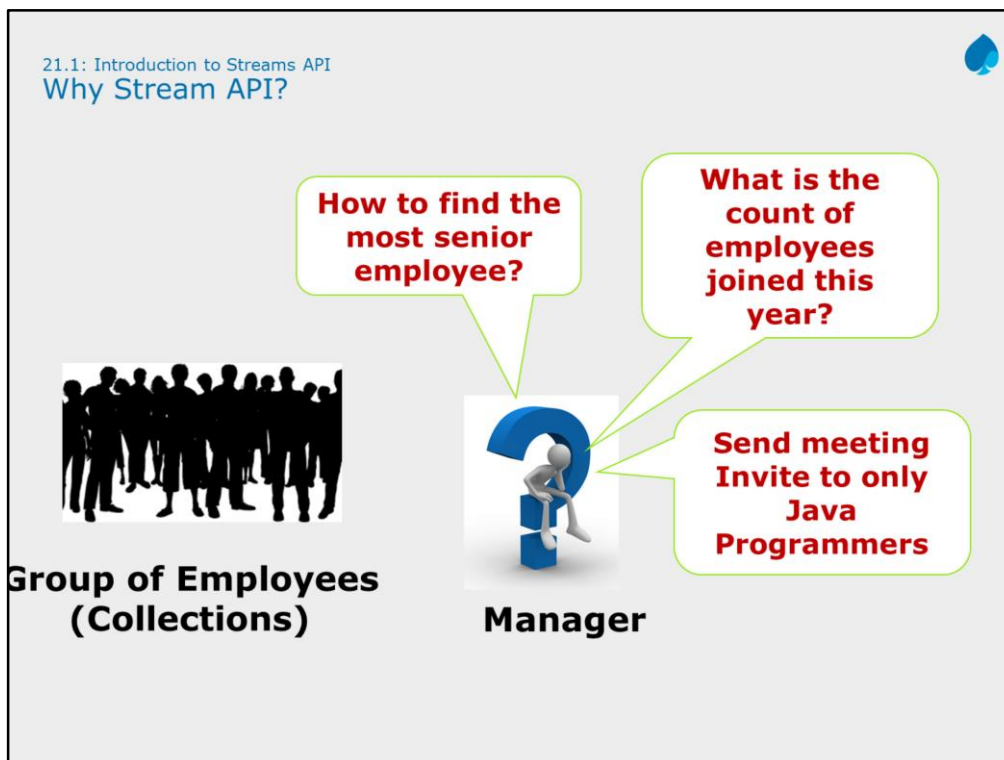 21.1: Introduction to Streams API
Why Stream API?
How to find the
most senior
employee?
What is the
count of
employees
joined this
year?
Send meeting
Invite to only
Java
Programmers
Group of Employees
(Collections)
Manager